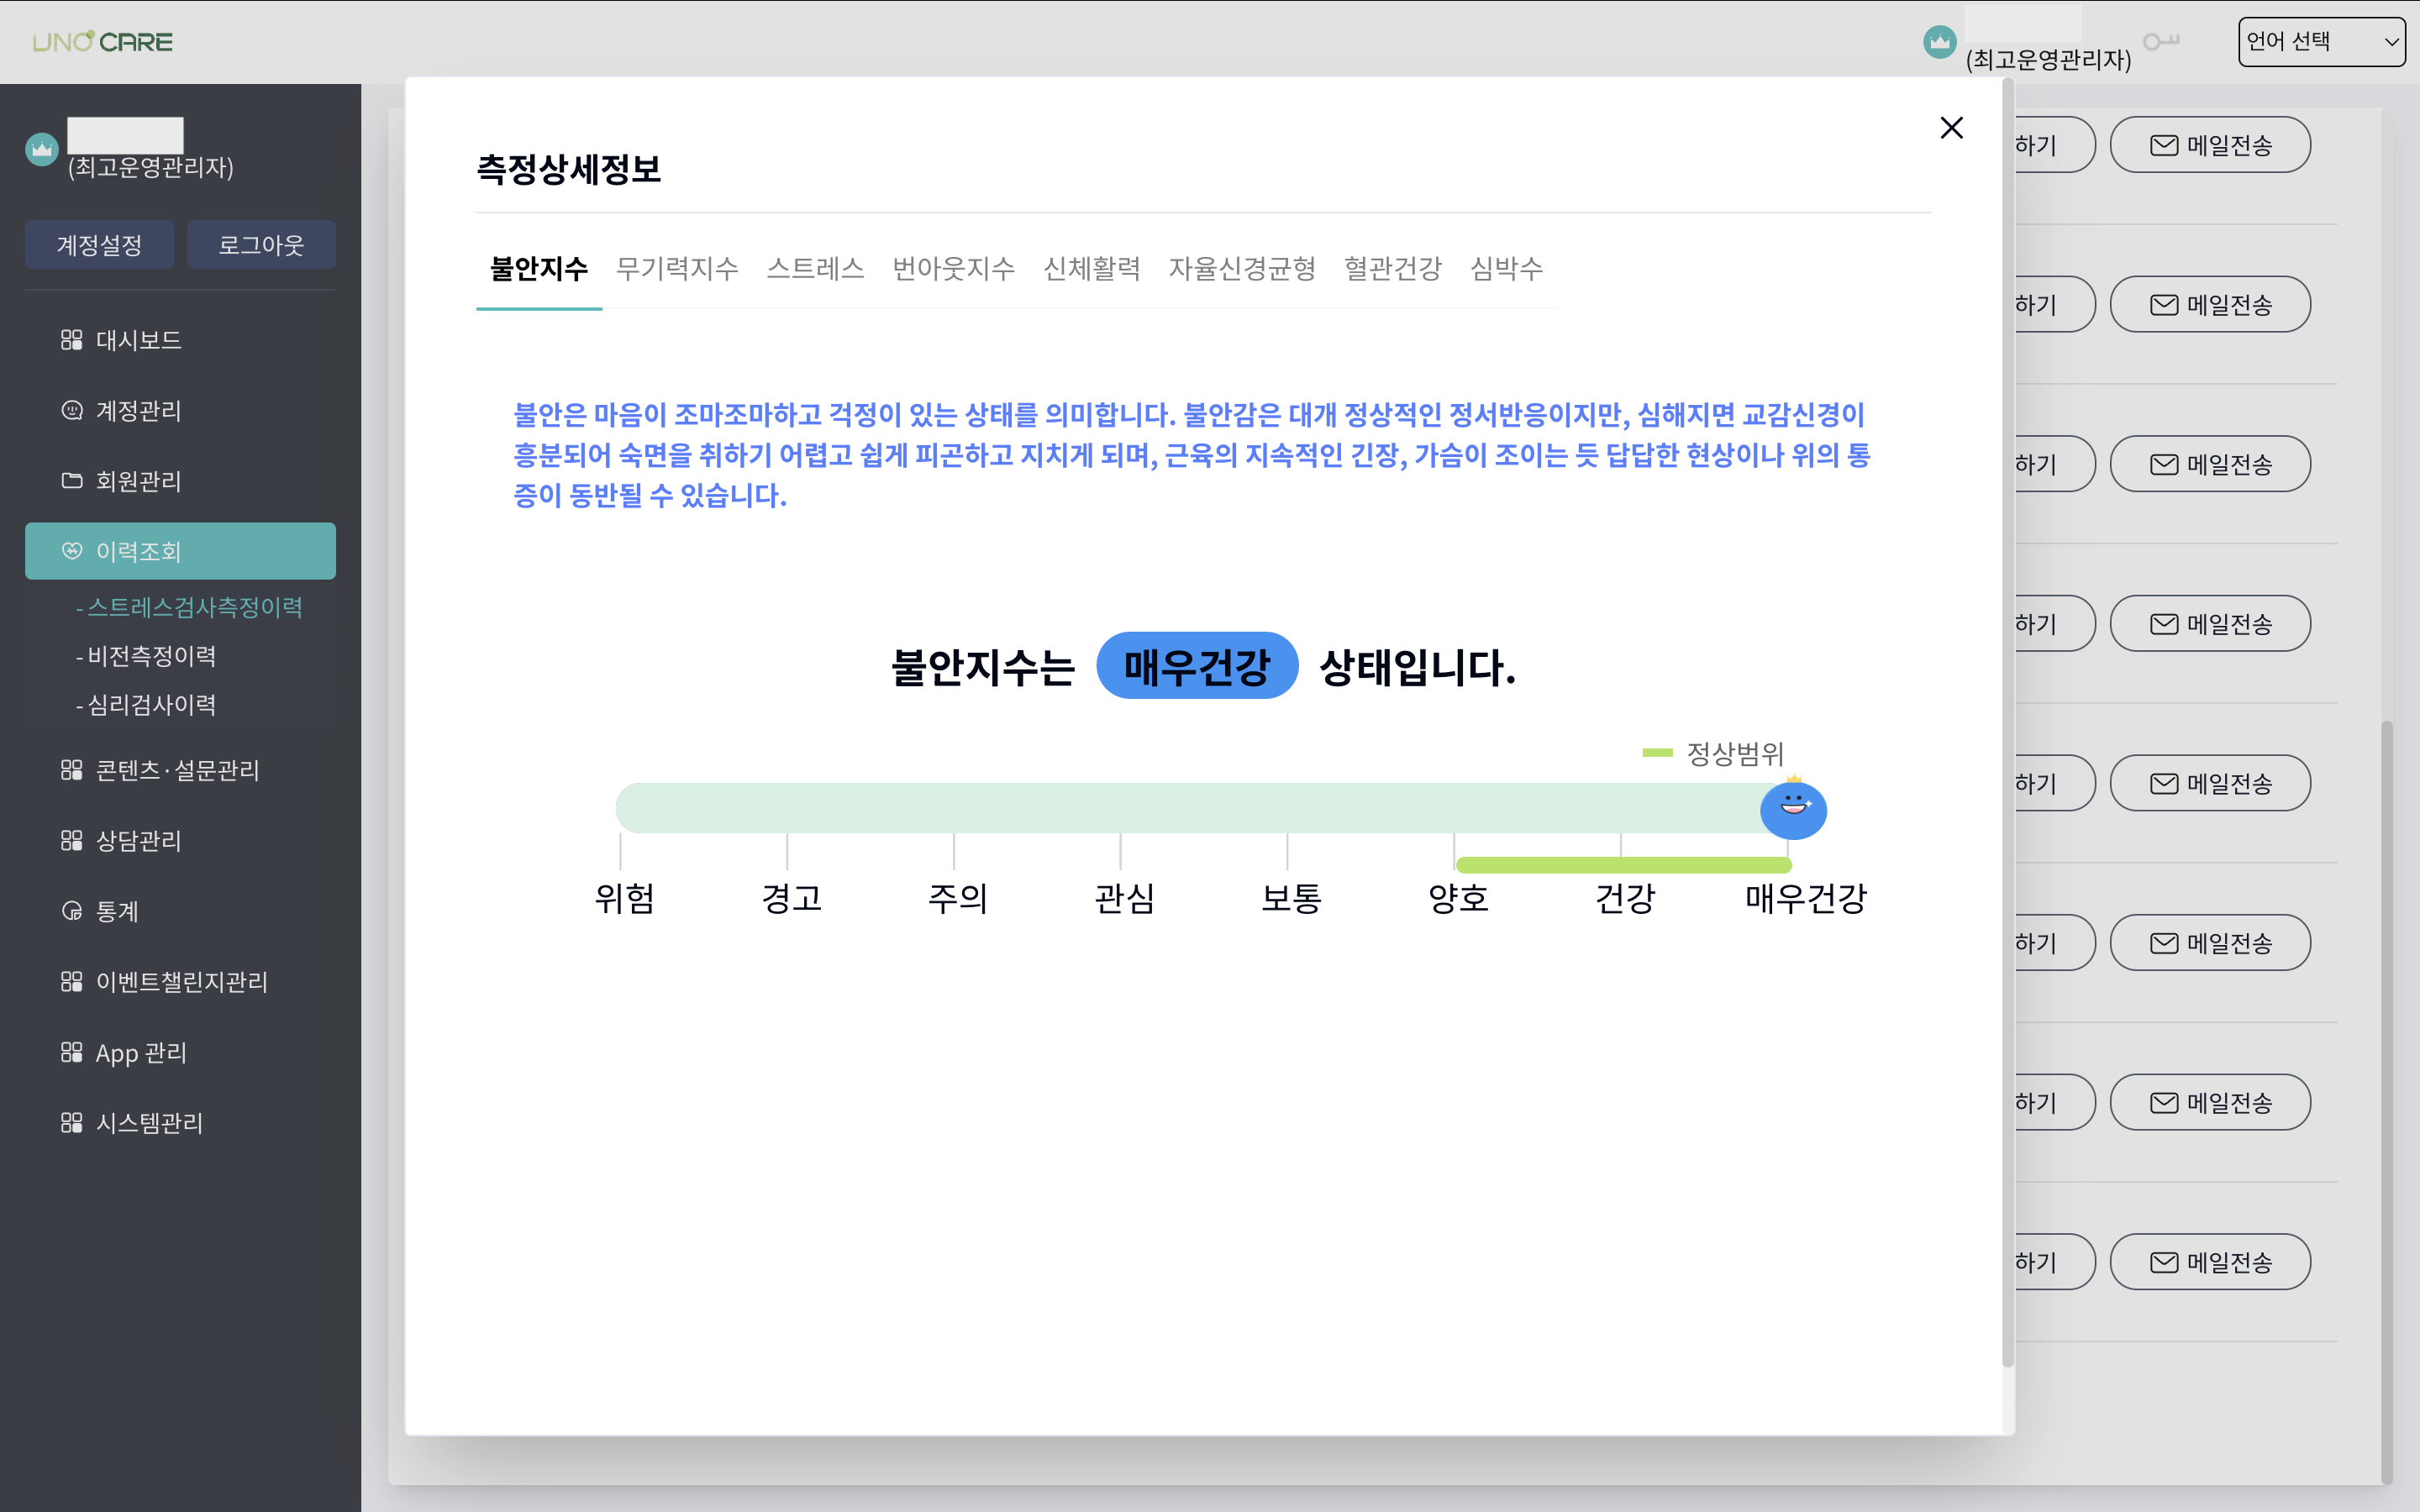 UNO CARE
(최고운영관리자)
언어 선택
(최고운영관리자)
계정설정
로그아웃
대시보드
계정관리
회원관리
이력조회
- 스트레스검사측정이력
- 비전측정이력
- 심리검사이력
콘텐츠·설문관리
상담관리
통계
이벤트챌린지관리
App 관리
시스템관리
측정상세정보
불안지수 무기력지수 스트레스 번아웃지수 신체활력 자율신경균형 혈관건강 심박수
불안은 마음이 조마조마하고 걱정이 있는 상태를 의미합니다. 불안감은 대개 정상적인 정서반응이지만, 심해지면 교감신경이
흥분되어 숙면을 취하기 어렵고 쉽게 피곤하고 지치게 되며, 근육의 지속적인 긴장, 가슴이 조이는 듯 답답한 현상이나 위의 통
증이 동반될 수 있습니다.
불안지수는 매우건강 상태입니다.
정상범위
위험 경고 주의 관심 보통 양호 건강 매우건강
하기 메일전송
하기 메일전송
하기 메일전송
하기 메일전송
하기 메일전송
하기 메일전송
하기 메일전송
하기 메일전송